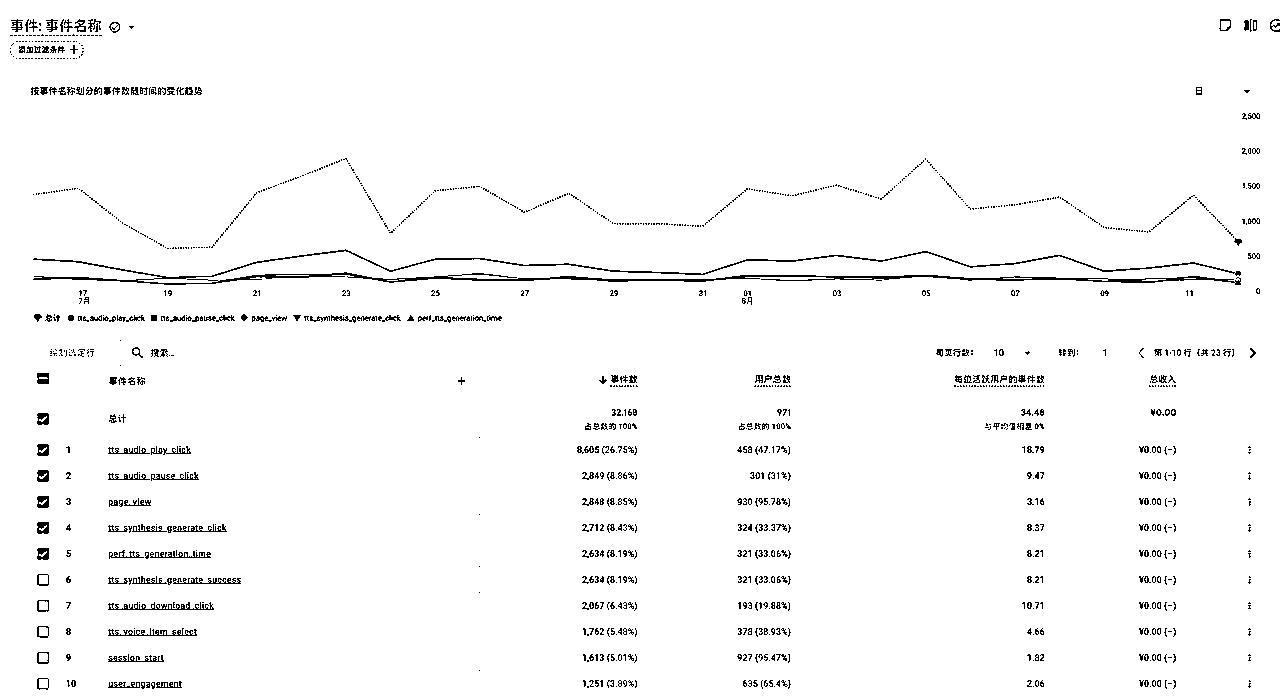 事件: 事件名称
添加过滤条件 +
按事件名称划分的事件数随时间的变化趋势
日
2,500
2,000
1,500
1,000
500
0
17 7月 19 21 23 25 27 29 31 01 8月 03 05 07 09 11
总计 tts_audio_play_click tts_audio_pause_click page_view tts_synthesis_generate_click perf_tts_generation_time
绘制选定行 搜索… 每页行数: 10 转到: 1 第 1-10 行 (共 23 行)
事件名称 + ↓ 事件数 用户总数 每位活跃用户的事件数 总收入
总计 32,168 971 34.48 ¥0.00
占总数的 100% 占总数的 100% 与平均值相差 0%
1 tts_audio_play_click 8,605 (26.75%) 458 (47.17%) 18.79 ¥0.00 (–)
2 tts_audio_pause_click 2,849 (8.86%) 301 (31%) 9.47 ¥0.00 (–)
3 page_view 2,848 (8.85%) 930 (95.78%) 3.16 ¥0.00 (–)
4 tts_synthesis_generate_click 2,712 (8.43%) 324 (33.37%) 8.37 ¥0.00 (–)
5 perf_tts_generation_time 2,634 (8.19%) 321 (33.06%) 8.21 ¥0.00 (–)
6 tts_synthesis_generate_success 2,634 (8.19%) 321 (33.06%) 8.21 ¥0.00 (–)
7 tts_audio_download_click 2,067 (6.43%) 193 (19.88%) 10.71 ¥0.00 (–)
8 tts_voice_item_select 1,762 (5.48%) 378 (38.93%) 4.66 ¥0.00 (–)
9 session_start 1,613 (5.01%) 927 (95.47%) 1.82 ¥0.00 (–)
10 user_engagement 1,251 (3.89%) 635 (65.4%) 2.06 ¥0.00 (–)